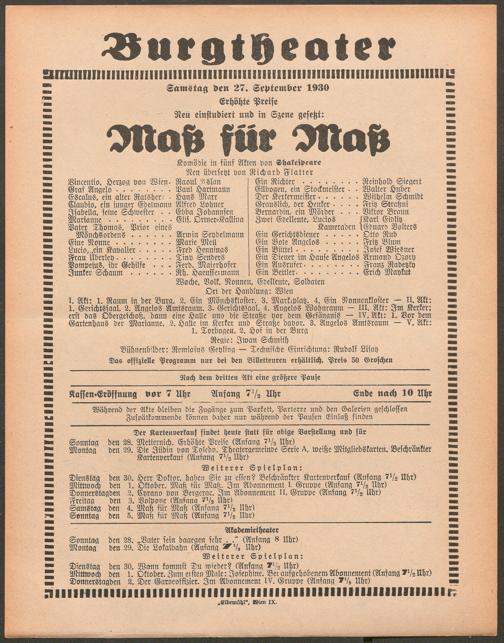 Burgtheater
Samstag den 27. September 1930
Erhöhte Preise
Neu einstudiert und in Szene gesetzt:
Maß für Maß
Komödie in fünf Akten von Shakespeare
Neu übersetzt von Richard Flatter
Vincentio, Herzog von Wien . Raoul Aslan
Graf Angelo . . . . . . . . Paul Hartmann
Escalus, ein alter Ratsherr . . Hans Marr
Claudio, ein junger Edelmann Alfred Lohner
Isabella, seine Schwester . . Ebba Johannsen
Marianne . . . . . . . . Elis. Ortner-Kallina
Pater Thomas, Prior eines
Mönchsordens . . . . . . Armin Seydelmann
Eine Nonne . . . . . . . Marie Mell
Lucio, ein Kavalier . . . . Fred Hennings
Frau Überley . . . . . . Tiny Senders
Pompejus, ihr Gehilfe . . . Ferd. Maierhofer
Junker Schaum . . . . . . Ph. Haeussermann
Ein Richter . . . . . . . . Reinhold Siegert
Elbogen, ein Stockmeister . . Walter Huber
Der Kerkermeister . . . . . Wilhelm Schmidt
Grauslich, der Henker . . . Fritz Strassni
Bernardin, ein Mörder . . . Viktor Braun
Zwei Exellente, Lucios Karl Eidlitz
Kameraden Eduard Volters
Ein Gerichtsdiener . . . . . Otto Rub
Ein Bote Angelos . . . . . Fritz Blum
Ein Büßer . . . . . . . . Josef Wiesner
Ein Diener im Hause Angelos Armand Ozory
Ein Ausrufer . . . . . . .
Ein Bettler . . . . . . . . Erich Maykut
Wache, Volk, Nonnen, Exellente, Soldaten
Ort der Handlung: Wien
1. Akt: 1. Raum in der Burg. 2. Ein Mönchskloster. 3. Marktplatz. 4. Ein Nonnenkloster — II. Akt:
1. Gerichtssaal. 2. Angelos Amtsraum. 3. Gerichtssaal. 4. Angelos Wohnraum — III. Akt: Im Kerker;
erst das Obergeschoß, dann eine Halle und die Straße vor dem Gefängnis — IV. Akt: 1. Vor dem
Gartenhaus der Marianne. 2. Halle im Kerker und Straße davor. 3. Angelos Amtsraum — V. Akt:
1. Torbogen. 2. Hof in der Burg
Regie: Iwan Schmith
Bühnenbilder: Remigius Geyling — Technische Einrichtung: Rudolf Liloy
Das offizielle Programm nur bei den Billetteuren erhältlich. Preis 50 Groschen
Nach dem dritten Akt eine größere Pause
Kassen-Eröffnung vor 7 Uhr Anfang 7½ Uhr Ende nach 10 Uhr
Während der Akte bleiben die Zugänge zum Parkett, Parterre und den Galerien geschlossen
Zuspätkommende können daher nur während der Pausen Einlaß finden
Der Kartenverkauf findet heute statt für obige Vorstellung und für
Sonntag den 28. Metternich. Erhöhte Preise (Anfang 7½ Uhr)
Montag den 29. Die Jüdin von Toledo. Theatergemeinde Serie A, weiße Mitgliedskarten. Beschränkter
Kartenverkauf (Anfang 7½ Uhr)
Weiterer Spielplan:
Dienstag den 30. Herr Doktor, haben Sie zu essen? Beschränkter Kartenverkauf (Anfang 7½ Uhr)
Mittwoch den 1. Oktober. Maß für Maß. Im Abonnement I. Gruppe (Anfang 7½ Uhr)
Donnerstag den 2. Cyrano von Bergerac. Im Abonnement II. Gruppe (Anfang 7½ Uhr)
Freitag den 3. Volpone (Anfang 7½ Uhr)
Samstag den 4. Maß für Maß (Anfang 7½ Uhr)
Sonntag den 5. Maß für Maß (Anfang 7½ Uhr)
Akademietheater
Sonntag den 28. „Vater sein dagegen sehr . . ." (Anfang 8 Uhr)
Montag den 29. Die Lokalbahn (Anfang 7½ Uhr)
Weiterer Spielplan:
Dienstag den 30. Wann kommst Du wieder? (Anfang 7½ Uhr)
Mittwoch den 1. Oktober. Zum ersten Male: Josephine. Bei aufgehobenem Abonnement (Anfang 7½ Uhr)
Donnerstag den 2. Der Garderobier. Im Abonnement IV. Gruppe (Anfang 7½ Uhr)
„Elbemühl", Wien IX.